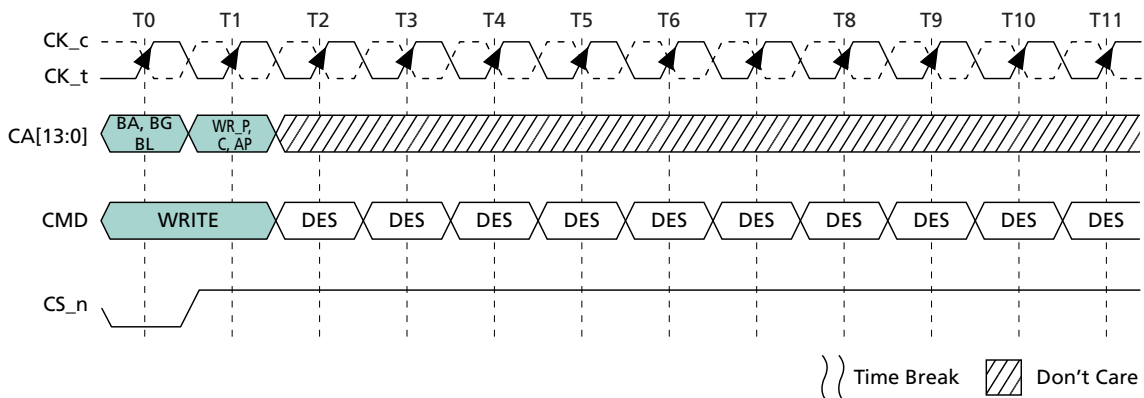 T0 T1 T2 T3 T4 T5 T6 T7 T8 T9 T10 T11
CK_c
CK_t
CA[13:0]
BA, BG
BL
WR_P,
C, AP
CMD
WRITE DES DES DES DES DES DES DES DES DES DES
CS_n
Time Break Don't Care